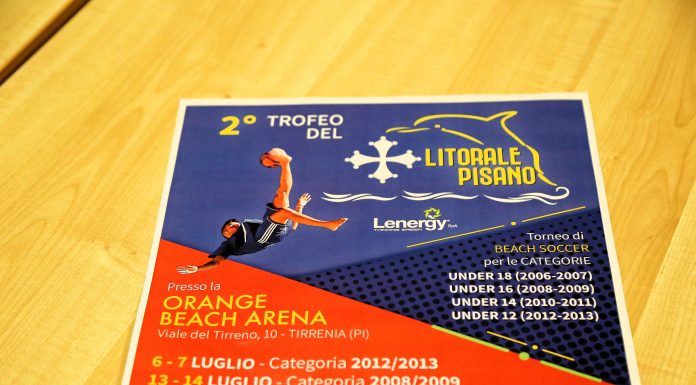 2° TROFEO
DEL
LITORALE
PISANO
Lenergy SpA
Torneo di
BEACH SOCCER
per le CATEGORIE
UNDER 18 (2006-2007)
UNDER 16 (2008-2009)
UNDER 14 (2010-2011)
UNDER 12 (2012-2013)
Presso la
ORANGE
BEACH ARENA
Viale del Tirreno, 10 - TIRRENIA (PI)
6 - 7 LUGLIO - Categoria 2012/2013
13 - 14 LUGLIO - Categoria 2008/2009